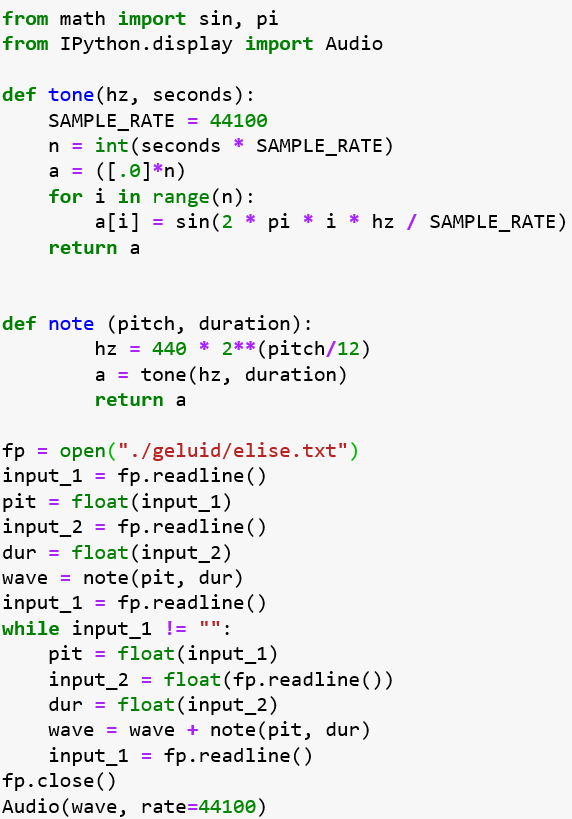 from math import sin, pi
from IPython.display import Audio

def tone(hz, seconds):
    SAMPLE_RATE = 44100
    n = int(seconds * SAMPLE_RATE)
    a = ([.0]*n)
    for i in range(n):
        a[i] = sin(2 * pi * i * hz / SAMPLE_RATE)
    return a


def note (pitch, duration):
        hz = 440 * 2**(pitch/12)
        a = tone(hz, duration)
        return a

fp = open("./geluid/elise.txt")
input_1 = fp.readline()
pit = float(input_1)
input_2 = fp.readline()
dur = float(input_2)
wave = note(pit, dur)
input_1 = fp.readline()
while input_1 != "":
    pit = float(input_1)
    input_2 = float(fp.readline())
    dur = float(input_2)
    wave = wave + note(pit, dur)
    input_1 = fp.readline()
fp.close()
Audio(wave, rate=44100)